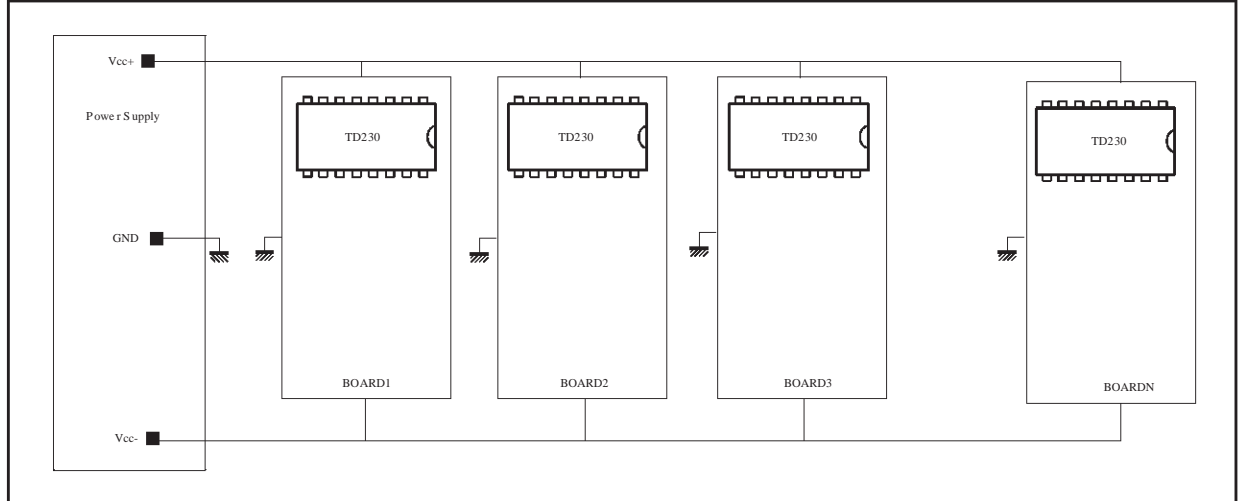 Vcc+
Power Supply
TD230
TD230
TD230
TD230
GND
BOARD1
BOARD2
BOARD3
BOARDN
Vcc-